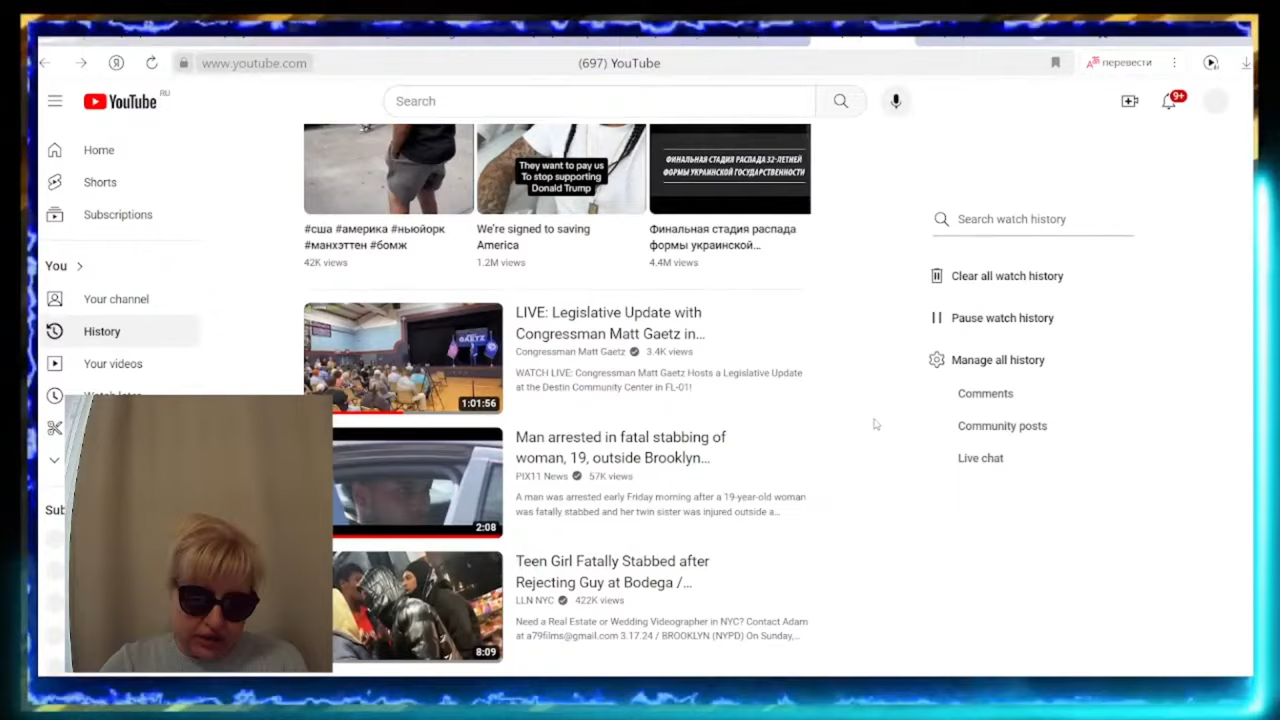 www.youtube.com
(697) YouTube
перевести
YouTube
RU
Search
9+
Home
Shorts
Subscriptions
You
Your channel
History
Your videos
They want to pay us
To stop supporting
Donald Trump
ФИНАЛЬНАЯ СТАДИЯ РАСПАДА 32-ЛЕТНЕЙ
ФОРМЫ УКРАИНСКОЙ ГОСУДАРСТВЕННОСТИ
#сша #америка #ньюйорк
#манхэттен #бомж
42K views
We're signed to saving
America
1.2M views
Финальная стадия распада
формы украинской...
4.4M views
LIVE: Legislative Update with
Congressman Matt Gaetz in...
Congressman Matt Gaetz 3.4K views
WATCH LIVE: Congressman Matt Gaetz Hosts a Legislative Update
at the Destin Community Center in FL-01!
GAETZ
1:01:56
Man arrested in fatal stabbing of
woman, 19, outside Brooklyn...
PIX11 News 57K views
A man was arrested early Friday morning after a 19-year-old woman
was fatally stabbed and her twin sister was injured outside a...
2:08
Teen Girl Fatally Stabbed after
Rejecting Guy at Bodega /...
LLN NYC 422K views
Need a Real Estate or Wedding Videographer in NYC? Contact Adam
at a79films@gmail.com 3.17.24 / BROOKLYN (NYPD) On Sunday,...
8:09
Search watch history
Clear all watch history
Pause watch history
Manage all history
Comments
Community posts
Live chat